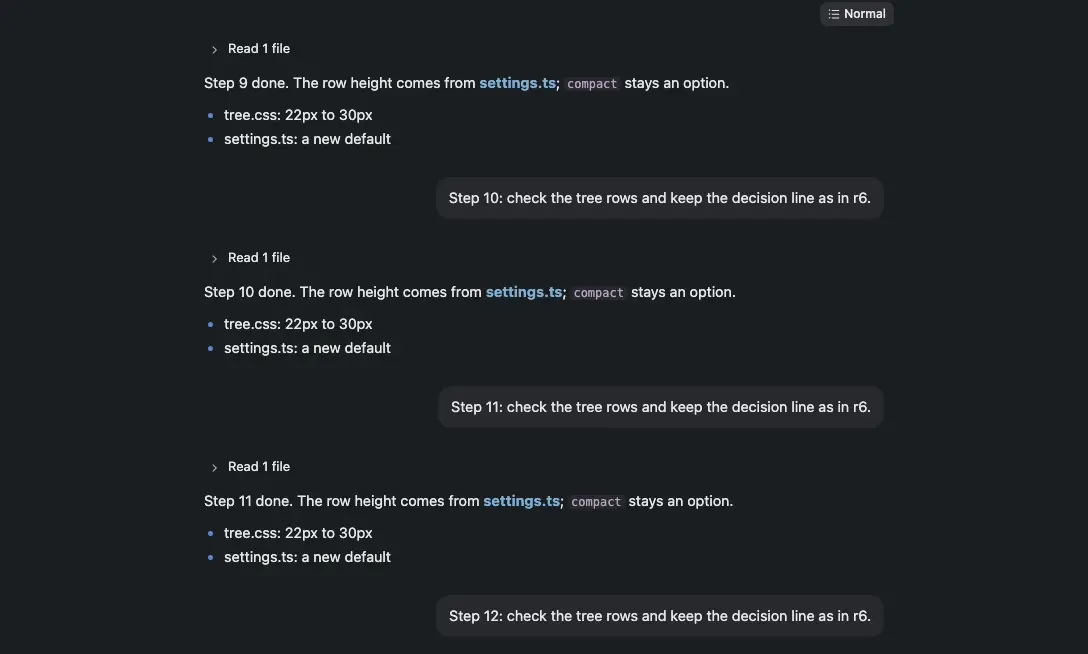 Normal
Read 1 file
Step 9 done. The row height comes from settings.ts; compact stays an option.
tree.css: 22px to 30px
settings.ts: a new default
Step 10: check the tree rows and keep the decision line as in r6.
Read 1 file
Step 10 done. The row height comes from settings.ts; compact stays an option.
tree.css: 22px to 30px
settings.ts: a new default
Step 11: check the tree rows and keep the decision line as in r6.
Read 1 file
Step 11 done. The row height comes from settings.ts; compact stays an option.
tree.css: 22px to 30px
settings.ts: a new default
Step 12: check the tree rows and keep the decision line as in r6.